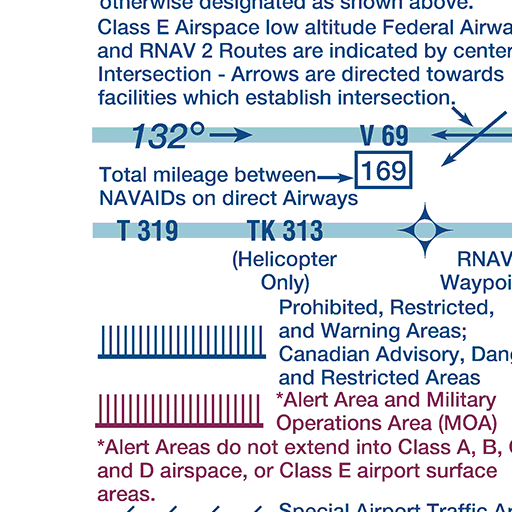 otherwise designated as shown above.
Class E Airspace low altitude Federal Airwa
and RNAV 2 Routes are indicated by center
Intersection - Arrows are directed towards
facilities which establish intersection.
132° V 69
Total mileage between 169
NAVAIDs on direct Airways
T 319 TK 313
(Helicopter RNAV
Only) Waypoi
Prohibited, Restricted,
and Warning Areas;
Canadian Advisory, Dang
and Restricted Areas
*Alert Area and Military
Operations Area (MOA)
*Alert Areas do not extend into Class A, B, C
and D airspace, or Class E airport surface
areas.
Special Airport Traffic Ar